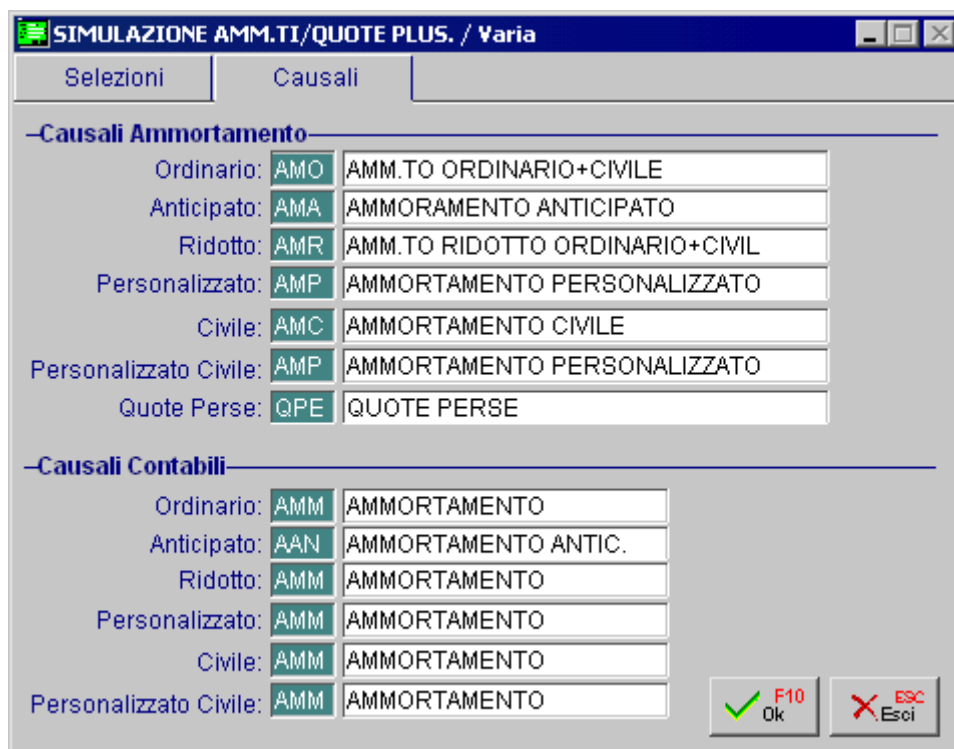 SIMULAZIONE AMM.TI/QUOTE PLUS. / Varia
Selezioni Causali
Causali Ammortamento
Ordinario: AMO AMM.TO ORDINARIO+CIVILE
Anticipato: AMA AMMORAMENTO ANTICIPATO
Ridotto: AMR AMM.TO RIDOTTO ORDINARIO+CIVIL
Personalizzato: AMP AMMORTAMENTO PERSONALIZZATO
Civile: AMC AMMORTAMENTO CIVILE
Personalizzato Civile: AMP AMMORTAMENTO PERSONALIZZATO
Quote Perse: QPE QUOTE PERSE
Causali Contabili
Ordinario: AMM AMMORTAMENTO
Anticipato: AAN AMMORTAMENTO ANTIC.
Ridotto: AMM AMMORTAMENTO
Personalizzato: AMM AMMORTAMENTO
Civile: AMM AMMORTAMENTO
Personalizzato Civile: AMM AMMORTAMENTO
F10 Ok ESC Esci